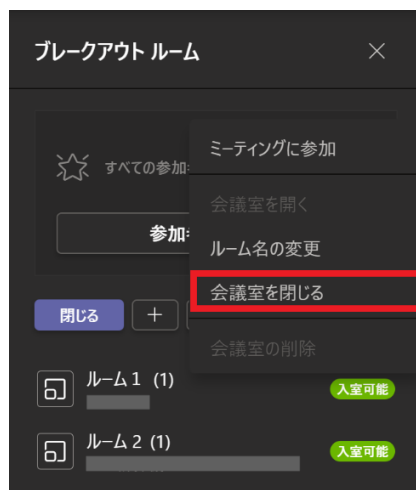 ブレークアウト ルーム
ミーティングに参加
すべての参加
会議室を開く
参加
ルーム名の変更
会議室を閉じる
閉じる
会議室の削除
ルーム 1 (1)
入室可能
ルーム 2 (1)
入室可能